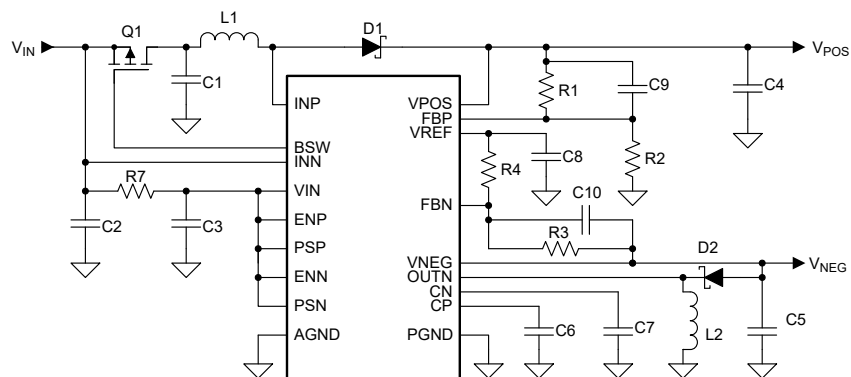 Q1
L1
D1
VIN
VPOS
C1
R1
C9
C4
INP
VPOS
FBP
VREF
BSW
INN
R4
C8
R2
R7
VIN
FBN
C10
C2
C3
ENP
R3
D2
PSP
VNEG
VNEG
ENN
OUTN
CN
PSN
CP
AGND
PGND
C6
C7
L2
C5